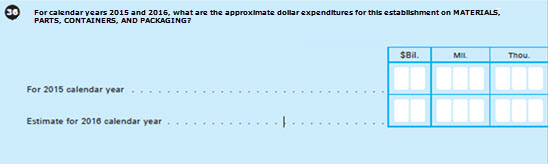 36 For calendar years 2015 and 2016, what are the approximate dollar expenditures for this establishment on MATERIALS,
PARTS, CONTAINERS, AND PACKAGING?
$Bil. Mil. Thou.
For 2015 calendar year
Estimate for 2016 calendar year